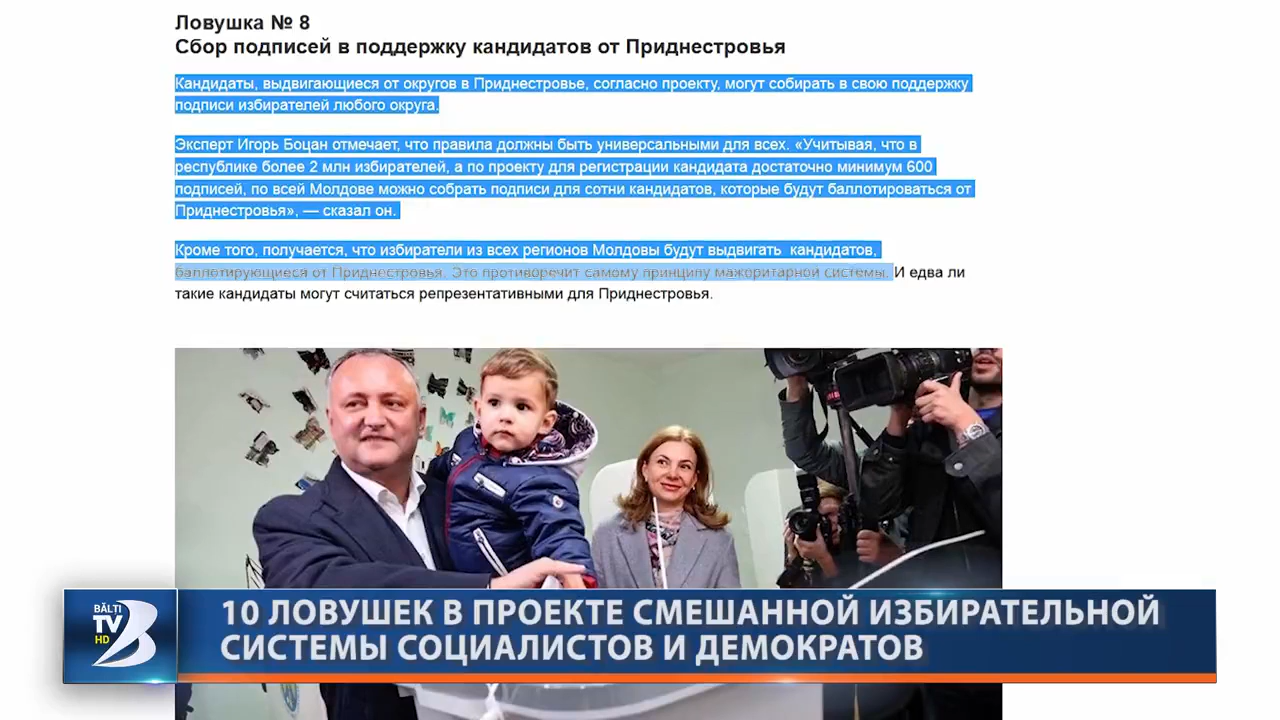 Ловушка № 8
Сбор подписей в поддержку кандидатов от Приднестровья
Кандидаты, выдвигающиеся от округов в Приднестровье, согласно проекту, могут собирать в свою поддержку
подписи избирателей любого округа.
Эксперт Игорь Боцан отмечает, что правила должны быть универсальными для всех. «Учитывая, что в
республике более 2 млн избирателей, а по проекту для регистрации кандидата достаточно минимум 600
подписей, по всей Молдове можно собрать подписи для сотни кандидатов, которые будут баллотироваться от
Приднестровья», — сказал он.
Кроме того, получается, что избиратели из всех регионов Молдовы будут выдвигать кандидатов,
баллотирующиеся от Приднестровья. Это противоречит самому принципу мажоритарной системы. И едва ли
такие кандидаты могут считаться репрезентативными для Приднестровья.
BĂLȚI
TV
HD
10 ЛОВУШЕК В ПРОЕКТЕ СМЕШАННОЙ ИЗБИРАТЕЛЬНОЙ
СИСТЕМЫ СОЦИАЛИСТОВ И ДЕМОКРАТОВ